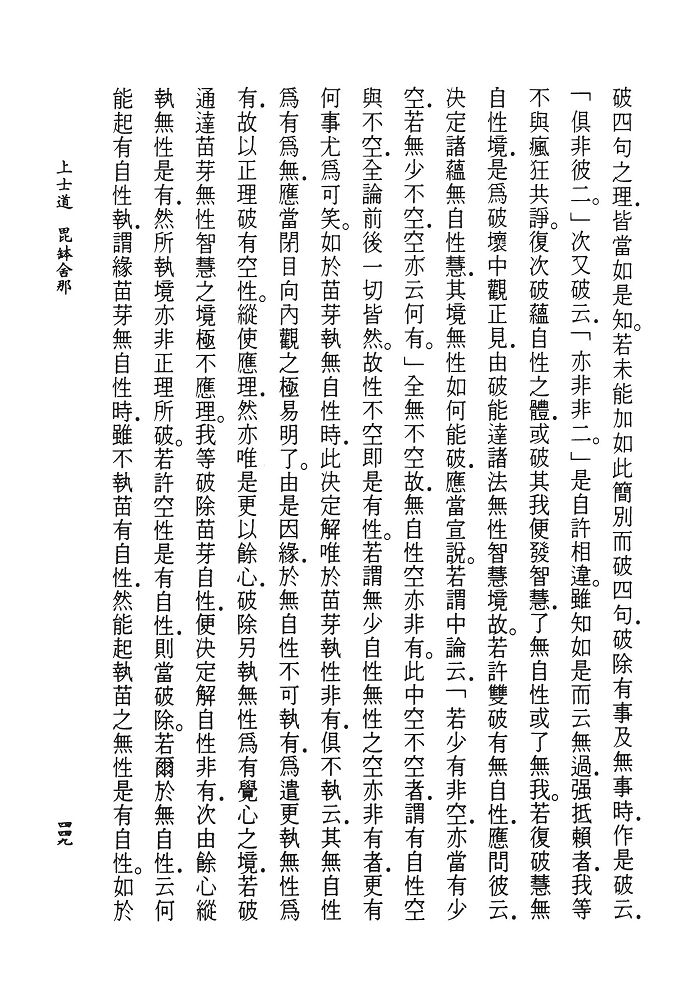 破四句之理．皆當如是知。若未能加如此簡別而破四句．破除有事及無事時．作是破云．
「俱非彼二。」次又破云．「亦非非二。」是自許相違。雖知如是而云無過．强抵賴者．我等
不與瘋狂共諍。復次破蘊自性之體．或破其我便發智慧．了無自性或了無我。若復破慧無
自性境．是爲破壞中觀正見．由破能達諸法無性智慧境故。若許雙破有無自性．應問彼云．
決定諸蘊無自性慧．其境無性如何能破．應當宣說。若謂中論云．「若少有非空．亦當有少
空．若無少不空．空亦云何有。」全無不空故．無自性空亦非有。此中空不空者．謂有自性空
與不空．全論前後一切皆然。故性不空即是有性。若謂無少自性無性之空亦非有者．更有
何事尤爲可笑。如於苗芽執無自性時．此決定解唯於苗芽執性非有．俱不執云．其無自性
爲有爲無．應當閉目向內觀之極易明了。由是因緣．於無自性不可執有．爲遣更執無性爲
有．故以正理破有空性。縱使應理．然亦唯是更以餘心．破除另執無性爲有覺心之境．若破
通達苗芽無性智慧之境極不應理。我等破除苗芽自性．便決定解自性非有．次由餘心縱
執無性是有．然所執境亦非正理所破。若許空性是有自性．則當破除。若爾於無自性．云何
能起有自性執．謂緣苗芽無自性時．雖不執苗有自性．然能起執苗之無性是有自性。如於
上士道　毘鉢舍那
四四九